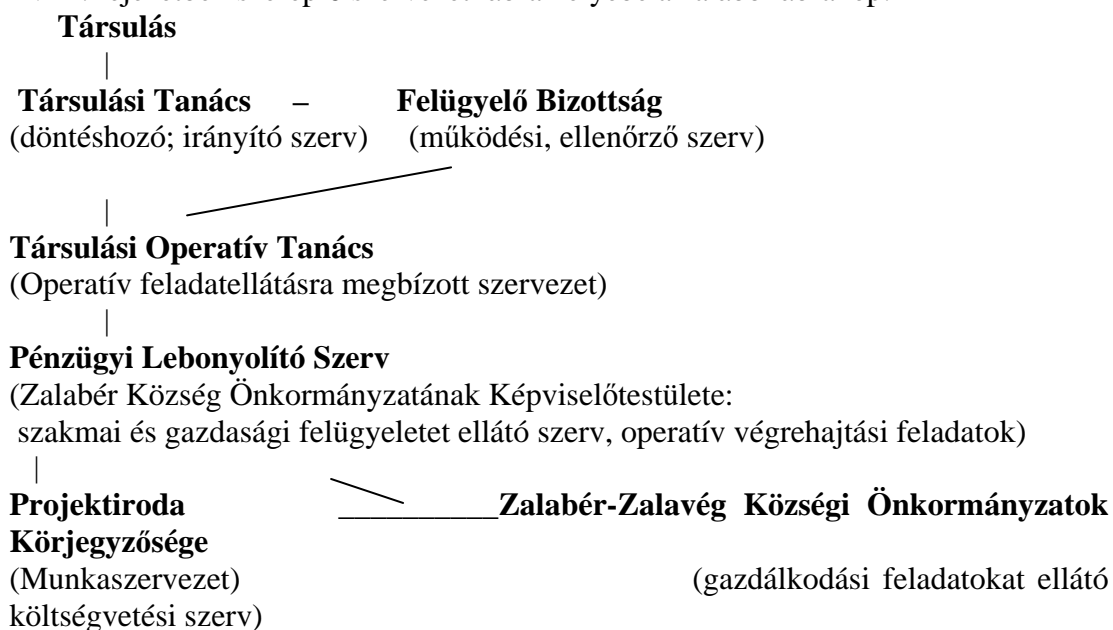 Társulás
|
Társulási Tanács – Felügyelő Bizottság
(döntéshozó; irányító szerv) (működési, ellenőrző szerv)
|
Társulási Operatív Tanács
(Operatív feladatellátásra megbízott szervezet)
|
Pénzügyi Lebonyolító Szerv
(Zalabér Község Önkormányzatának Képviselőtestülete:
szakmai és gazdasági felügyeletet ellátó szerv, operatív végrehajtási feladatok)
|
Projektiroda __________Zalabér-Zalavég Községi Önkormányzatok
Körjegyzősége
(Munkaszervezet) (gazdálkodási feladatokat ellátó
költségvetési szerv)